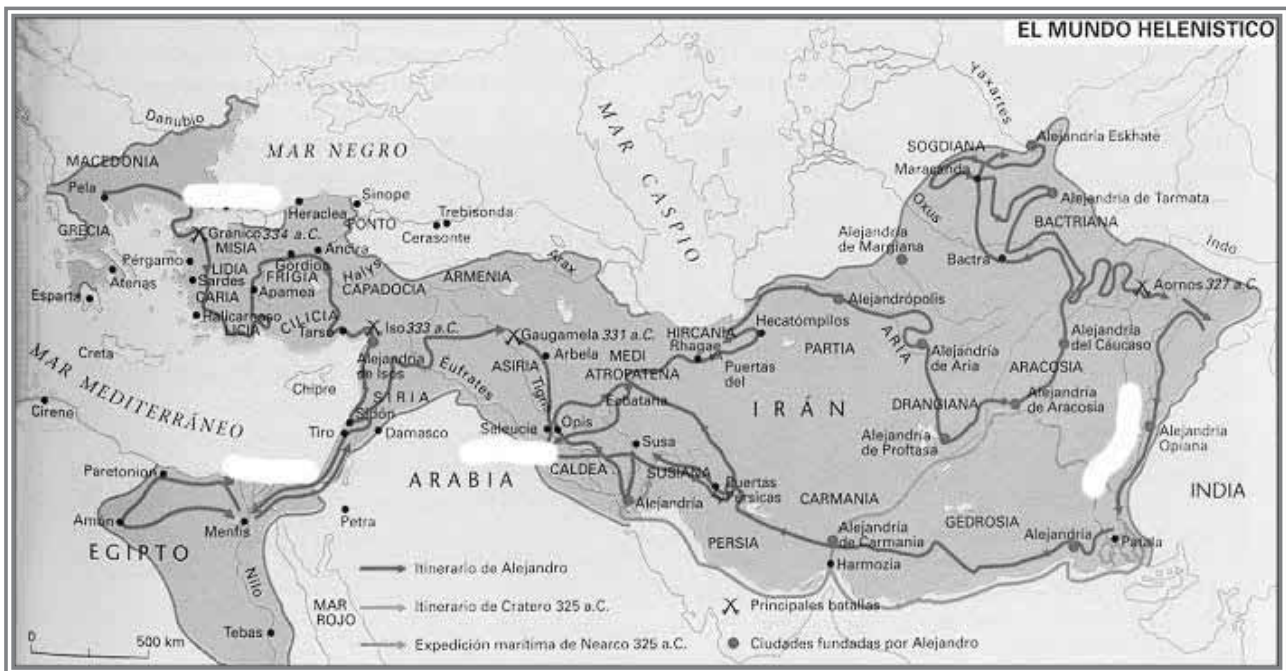 EL MUNDO HELENÍSTICO
Danubio
MAR NEGRO
MAR CASPIO
Yaxartes
SOGDIANA
Alejandría Eskhaté
MACEDONIA
Maracanda
Pela
Sinope
Heraclea
Trebisonda
Alejandría de Tarmata
PONTO
Cerasonte
Oxus
BACTRIANA
GRECIA
Gránico 334 a.C.
MISIA
Ancira
Gordión
Alejandría
de Margiana
Bactra
Indo
Pérgamo
LIDIA
FRIGIA
Halys
ARMENIA
Arax
Atenas
Sardes
CAPADOCIA
Aornos 327 a.C.
Esparta
CARIA
Apamea
Alejandrópolis
Halicarnaso
LICIA
CILICIA
Tarso
Iso 333 a.C.
Gaugamela 331 a.C.
HIRCANIA
Hecatómpilos
Rhagae
PARTIA
ARIA
Alejandría
del Cáucaso
Creta
Alejandría
de Isos
ASIRIA
Arbela
MEDI
ATROPATENA
Puertas
del
Alejandría
de Aria
ARACOSIA
MAR MEDITERRÁNEO
Chipre
SIRIA
Eufrates
Tigris
Ecbatana
IRÁN
DRANGIANA
Alejandría
de Aracosia
Cirene
Sidón
Tiro
Damasco
Seleucie
Opis
Susa
Alejandría
de Proftasa
Alejandría
Opiana
Paretonion
ARABIA
CALDEA
SUSIANA
Puertas
Pérsicas
CARMANIA
INDIA
Amón
Menfis
Petra
Alejandría
GEDROSIA
EGIPTO
PERSIA
Alejandría
de Carmania
Alejandría
Patala
Harmozia
Nilo
Itinerario de Alejandro
MAR
ROJO
Itinerario de Cratero 325 a.C.
Principales batallas
Tebas
0
500 km
Expedición marítima de Nearco 325 a.C.
Ciudades fundadas por Alejandro